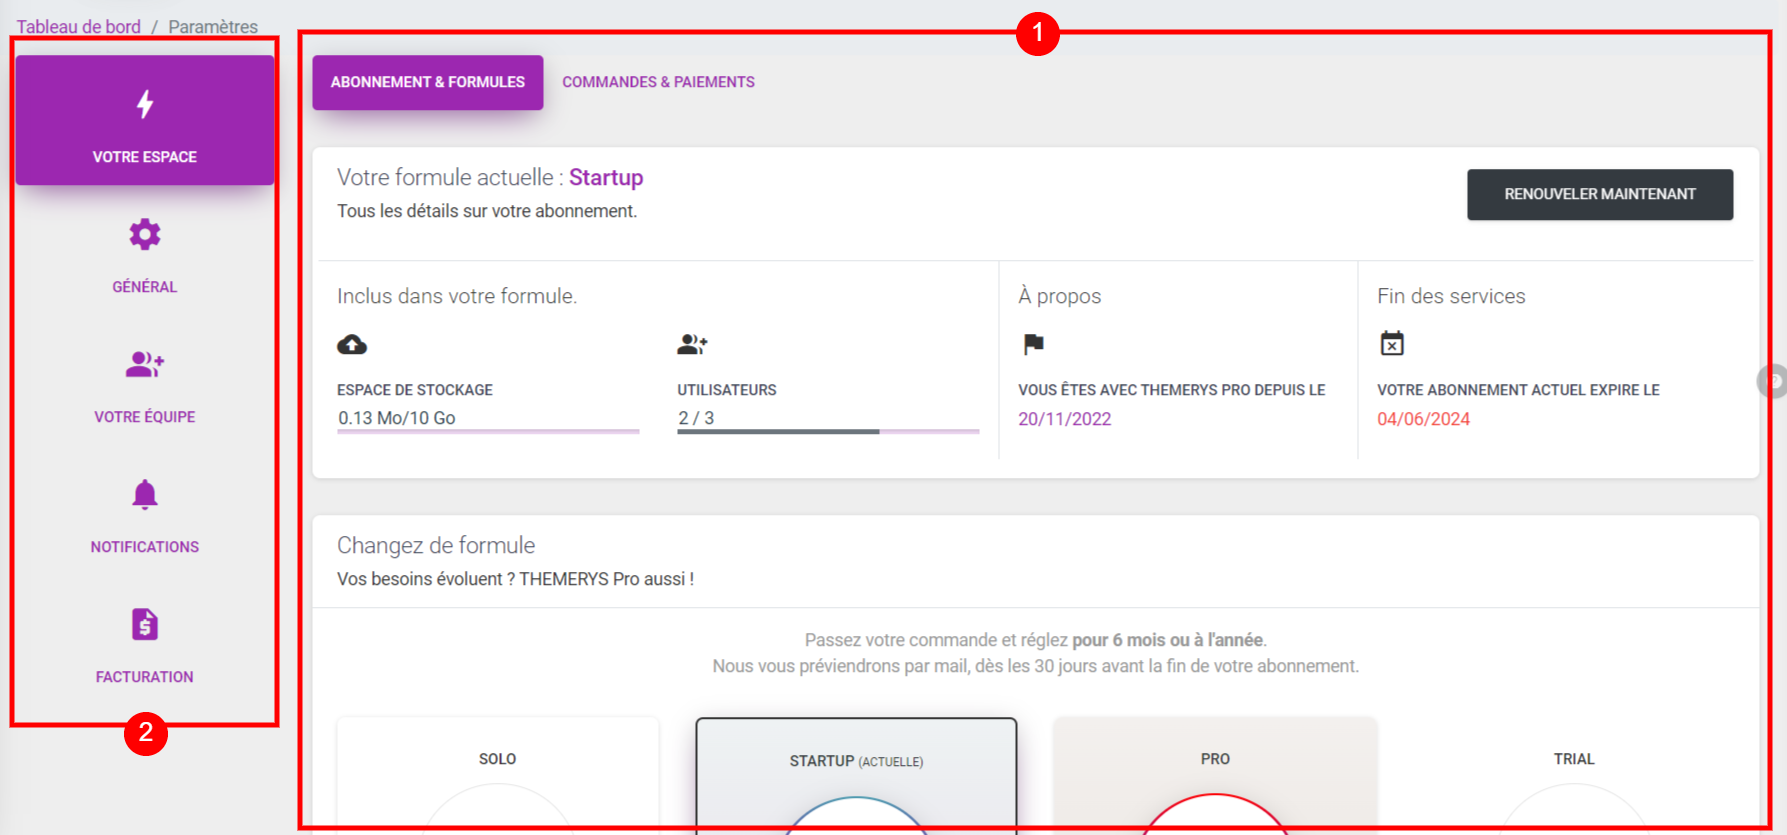 Tableau de bord / Paramètres
1
ABONNEMENT & FORMULES
COMMANDES & PAIEMENTS
VOTRE ESPACE
GÉNÉRAL
VOTRE ÉQUIPE
NOTIFICATIONS
FACTURATION
2
Votre formule actuelle : Startup
Tous les détails sur votre abonnement.
RENOUVELER MAINTENANT
Inclus dans votre formule.
ESPACE DE STOCKAGE
0.13 Mo/10 Go
UTILISATEURS
2 / 3
À propos
VOUS ÊTES AVEC THEMERYS PRO DEPUIS LE
20/11/2022
Fin des services
VOTRE ABONNEMENT ACTUEL EXPIRE LE
04/06/2024
Changez de formule
Vos besoins évoluent ? THEMERYS Pro aussi !
Passez votre commande et réglez pour 6 mois ou à l'année.
Nous vous préviendrons par mail, dès les 30 jours avant la fin de votre abonnement.
SOLO
STARTUP (ACTUELLE)
PRO
TRIAL